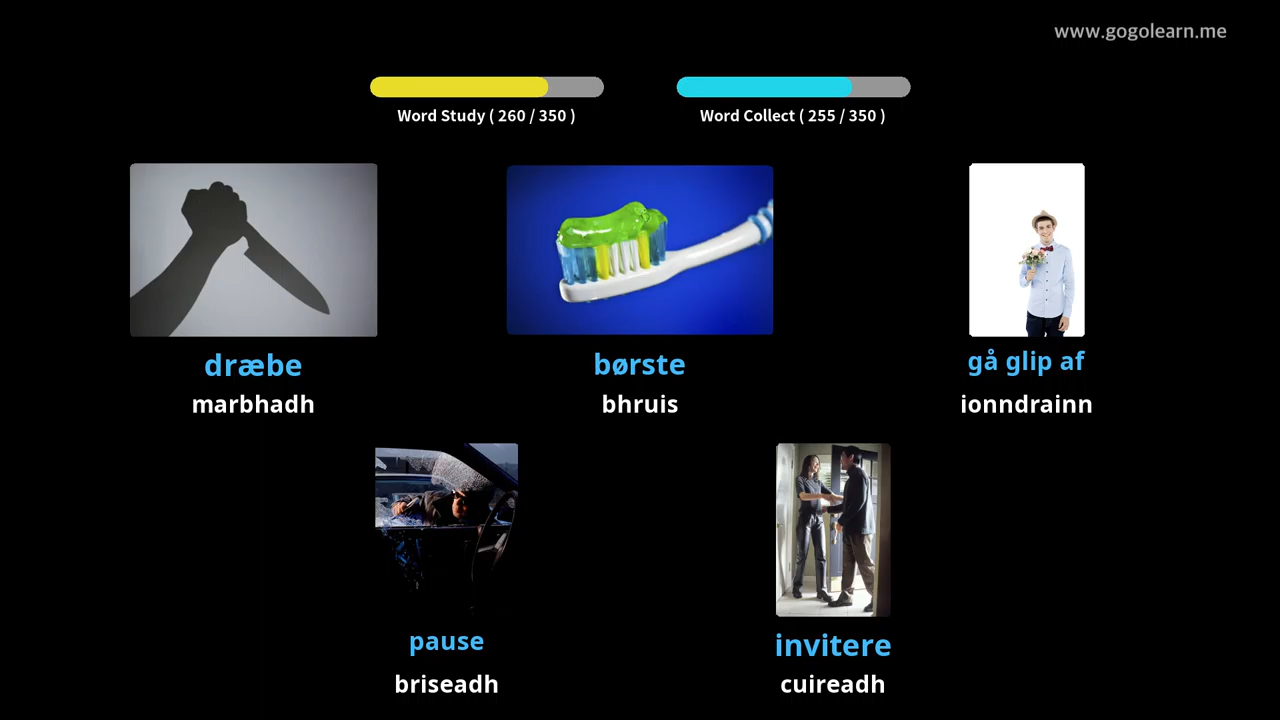 www.gogolearn.me
Word Study ( 260 / 350 )
Word Collect ( 255 / 350 )
dræbe
marbhadh
børste
bhruis
gå glip af
ionndrainn
pause
briseadh
invitere
cuireadh